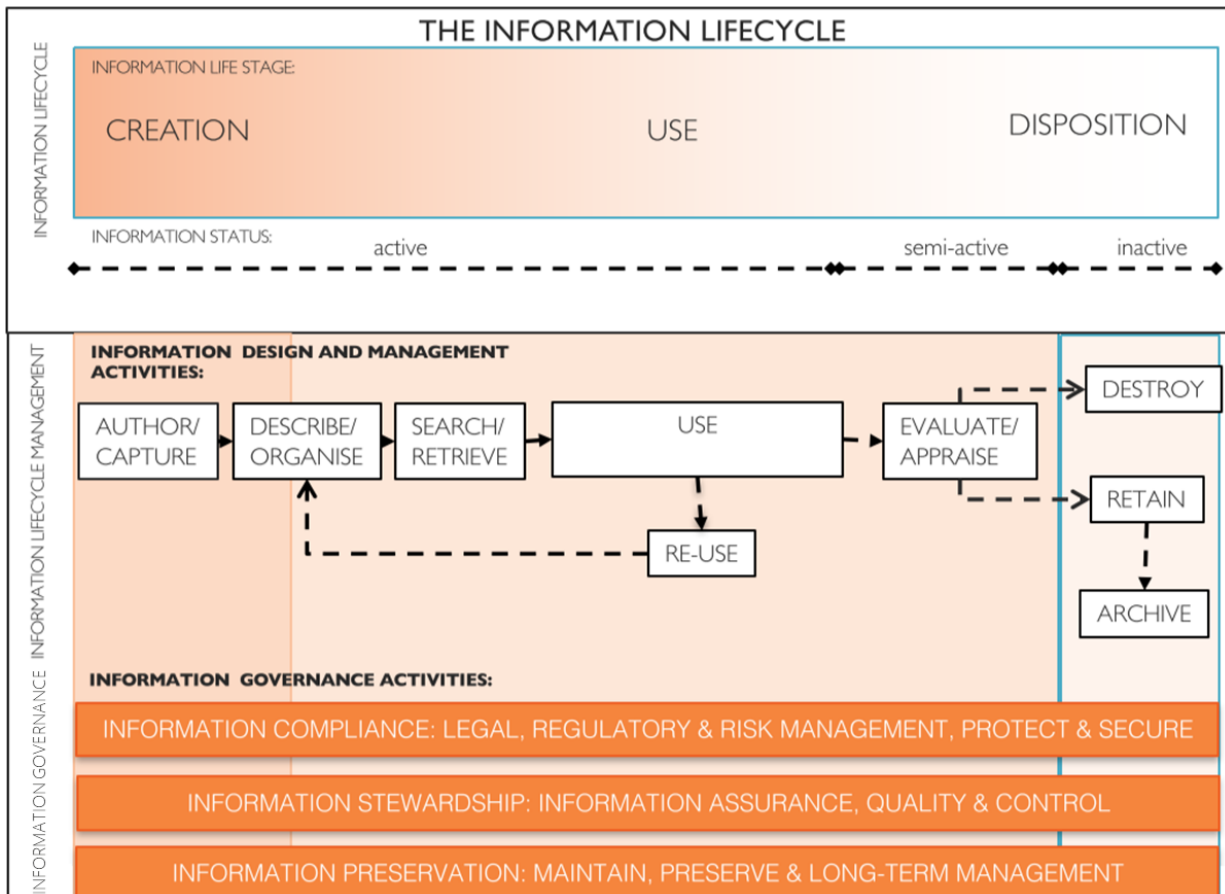 THE INFORMATION LIFECYCLE
INFORMATION LIFECYCLE
INFORMATION LIFE STAGE:
CREATION
USE
DISPOSITION
INFORMATION STATUS:
active
semi-active
inactive
INFORMATION LIFECYCLE MANAGEMENT
INFORMATION DESIGN AND MANAGEMENT
ACTIVITIES:
AUTHOR/
CAPTURE
DESCRIBE/
ORGANISE
SEARCH/
RETRIEVE
USE
RE-USE
EVALUATE/
APPRAISE
DESTROY
RETAIN
ARCHIVE
INFORMATION GOVERNANCE
INFORMATION GOVERNANCE ACTIVITIES:
INFORMATION COMPLIANCE: LEGAL, REGULATORY & RISK MANAGEMENT, PROTECT & SECURE
INFORMATION STEWARDSHIP: INFORMATION ASSURANCE, QUALITY & CONTROL
INFORMATION PRESERVATION: MAINTAIN, PRESERVE & LONG-TERM MANAGEMENT